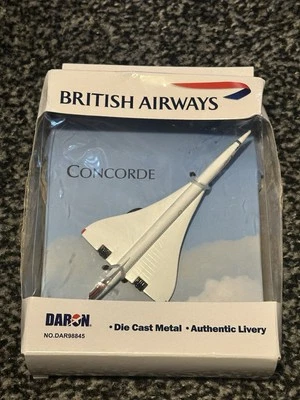 BRITISH AIRWAYS
CONCORDE
DARON
• Die Cast Metal • Authentic Livery
NO.DAR98845